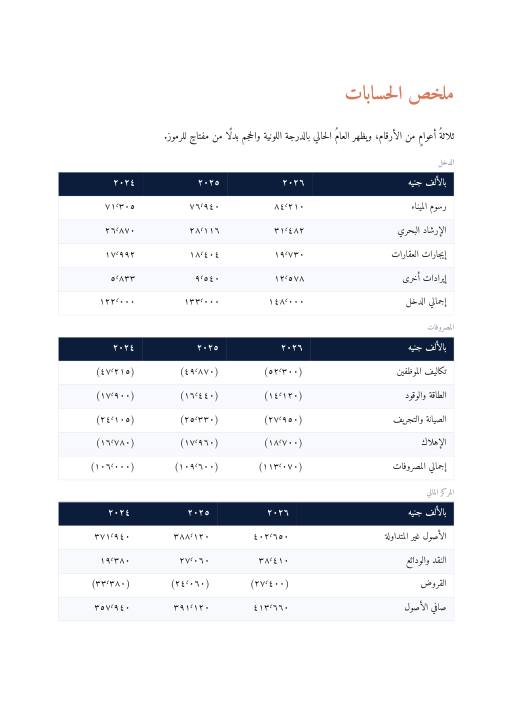 ملخص الحسابات
ثلاثةُ أعوامٍ من الأرقام، ويظهر العامُ الحالي بالدرجة اللونية والحجم بدلًا من مفتاحٍ للرموز.
الدخل
بالألف جنيه ٢٠٢٦ ٢٠٢٥ ٢٠٢٤
رسوم الميناء ٨٤٬٢١٠ ٧٦٬٩٤٠ ٧١٬٣٠٥
الإرشاد البحري ٣١٬٤٨٢ ٢٨٬١١٦ ٢٦٬٨٧٠
إيجارات العقارات ١٩٬٧٣٠ ١٨٬٤٠٤ ١٧٬٩٩٢
إيرادات أخرى ١٢٬٥٧٨ ٩٬٥٤٠ ٥٬٨٣٣
إجمالي الدخل ١٤٨٬٠٠٠ ١٣٣٬٠٠٠ ١٢٢٬٠٠٠
المصروفات
بالألف جنيه ٢٠٢٦ ٢٠٢٥ ٢٠٢٤
تكاليف الموظفين (٥٢٬٣٠٠) (٤٩٬٨٧٠) (٤٧٬٢١٥)
الطاقة والوقود (١٤٬١٢٠) (١٦٬٤٤٠) (١٧٬٩٠٠)
الصيانة والتجريف (٢٧٬٩٥٠) (٢٥٬٣٣٠) (٢٤٬١٠٥)
الإهلاك (١٨٬٧٠٠) (١٧٬٩٦٠) (١٦٬٧٨٠)
إجمالي المصروفات (١١٣٬٠٧٠) (١٠٩٬٦٠٠) (١٠٦٬٠٠٠)
المركز المالي
بالألف جنيه ٢٠٢٦ ٢٠٢٥ ٢٠٢٤
الأصول غير المتداولة ٤٠٢٬٦٥٠ ٣٨٨٬١٢٠ ٣٧١٬٩٤٠
النقد والودائع ٣٨٬٤١٠ ٢٧٬٠٦٠ ١٩٬٣٨٠
القروض (٢٧٬٤٠٠) (٢٤٬٠٦٠) (٣٣٬٣٨٠)
صافي الأصول ٤١٣٬٦٦٠ ٣٩١٬١٢٠ ٣٥٧٬٩٤٠